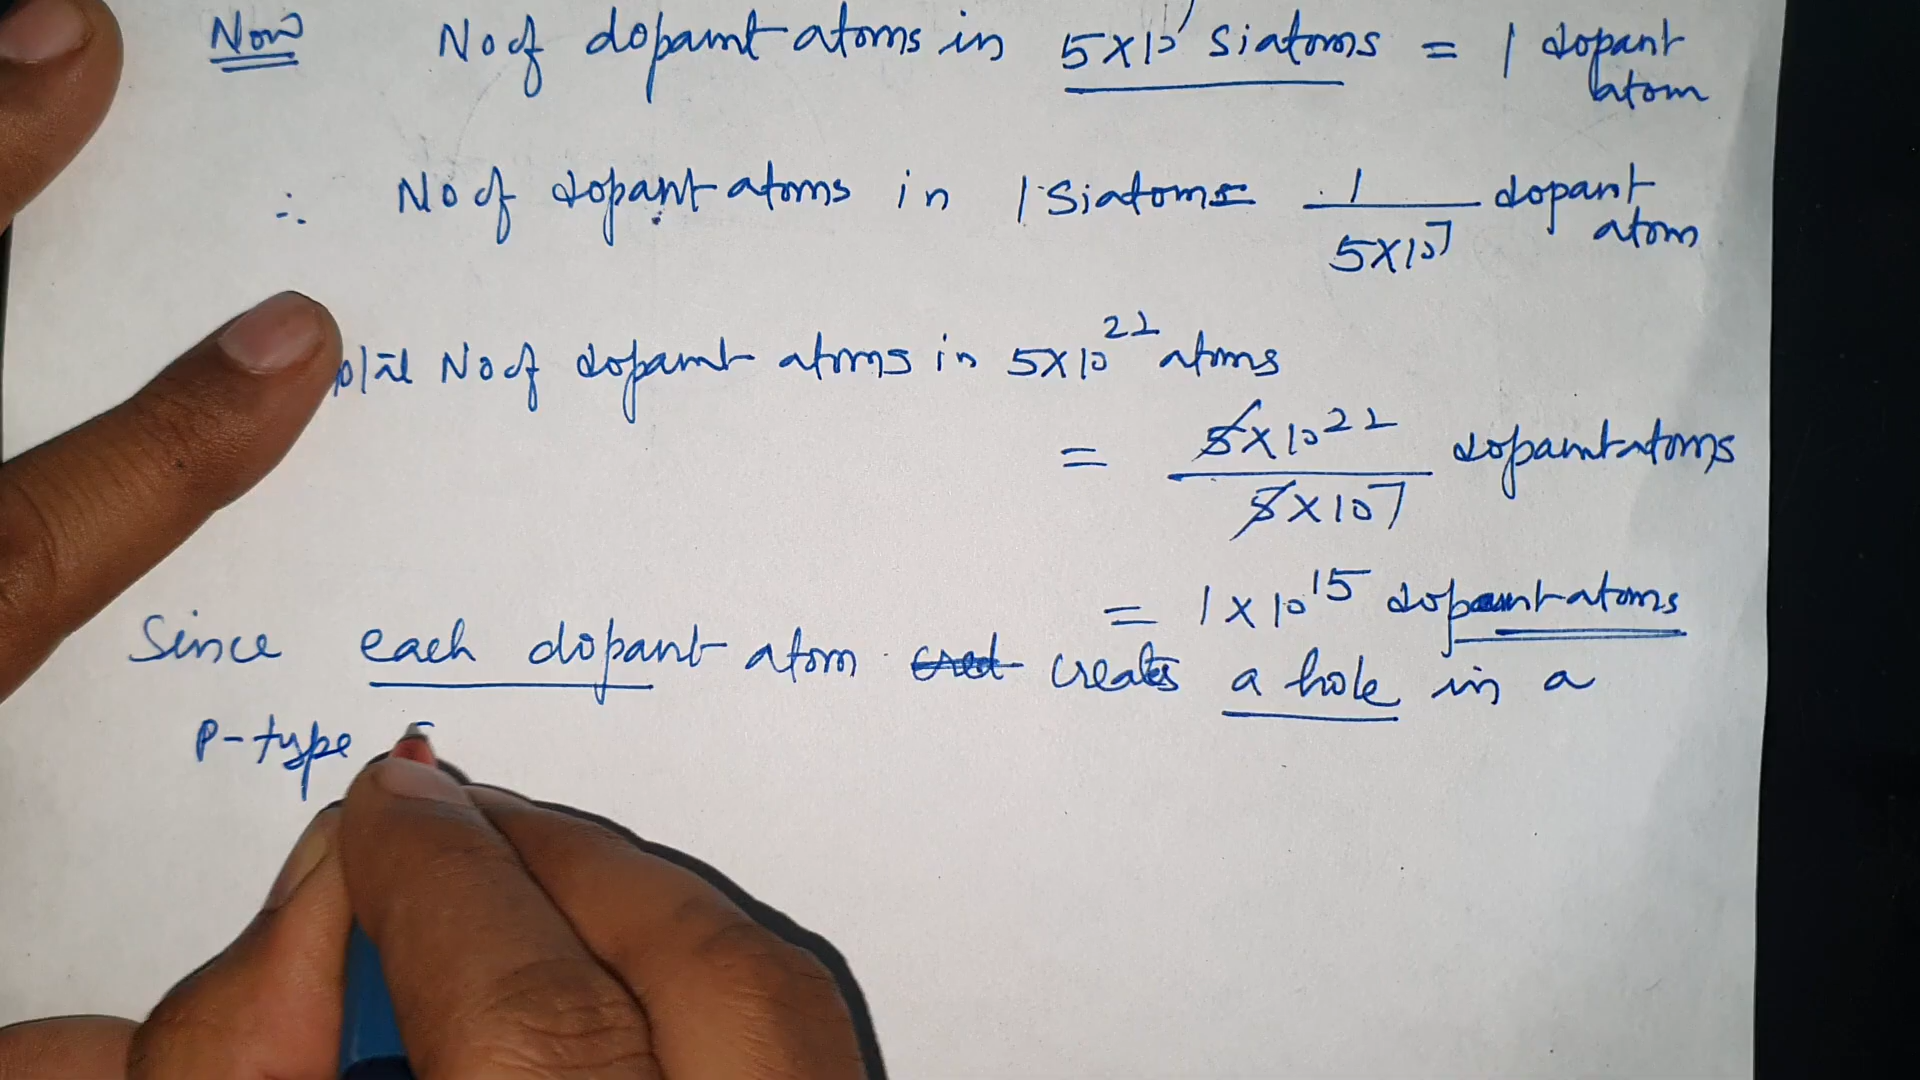 Now No of dopant atoms in 5×10⁷ Si atoms = 1 dopant atom
∴ No of dopant atoms in 1 Si atoms = 1/5×10⁷ dopant atom
No of dopant atoms in 5×10²² atoms
= 5×10²²/5×10⁷ dopant atoms
= 1×10¹⁵ dopant atoms
Since each dopant atom creates a hole in a
P-type